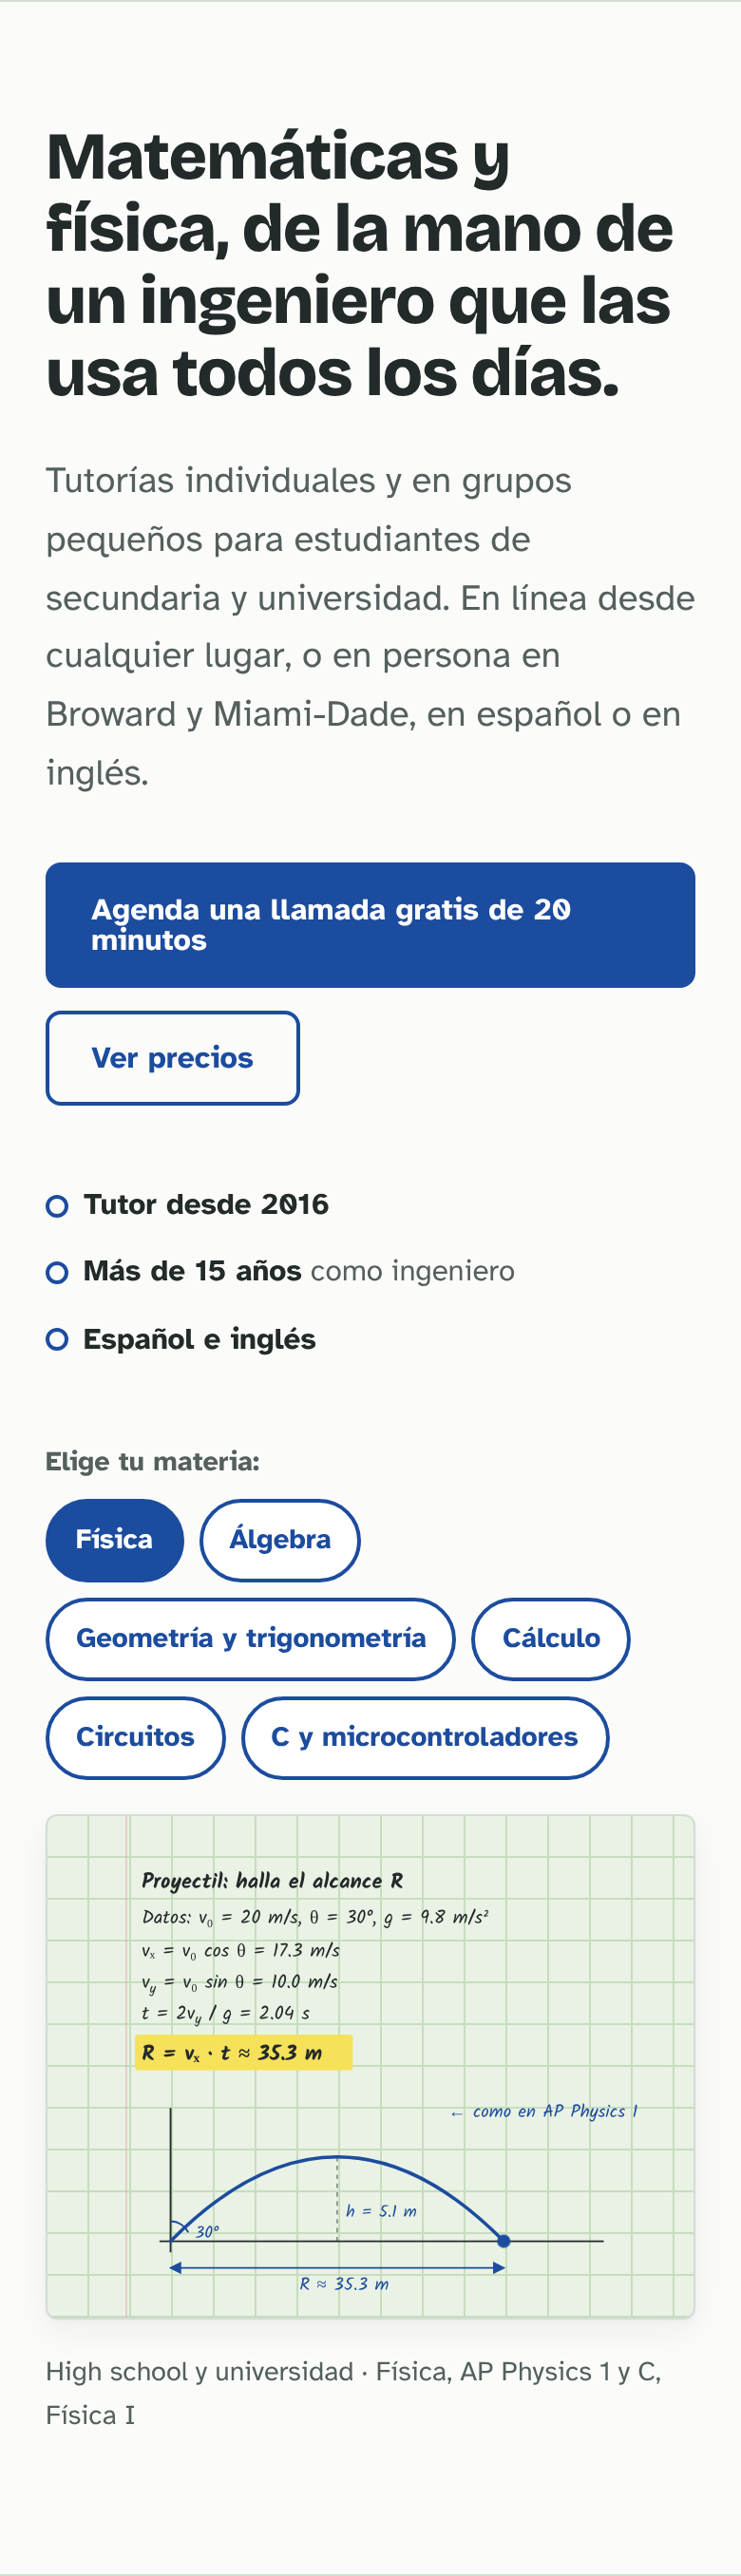 Matemáticas y
física, de la mano de
un ingeniero que las
usa todos los días.
Tutorías individuales y en grupos
pequeños para estudiantes de
secundaria y universidad. En línea desde
cualquier lugar, o en persona en
Broward y Miami-Dade, en español o en
inglés.
Agenda una llamada gratis de 20
minutos
Ver precios
Tutor desde 2016
Más de 15 años como ingeniero
Español e inglés
Elige tu materia:
Física Álgebra
Geometría y trigonometría Cálculo
Circuitos C y microcontroladores
Proyectil: halla el alcance R
Datos: v₀ = 20 m/s, θ = 30°, g = 9.8 m/s²
vₓ = v₀ cos θ = 17.3 m/s
v_y = v₀ sin θ = 10.0 m/s
t = 2v_y / g = 2.04 s
R = vₓ · t ≈ 35.3 m
← como en AP Physics 1
h = 5.1 m
30°
R ≈ 35.3 m
High school y universidad · Física, AP Physics 1 y C,
Física I